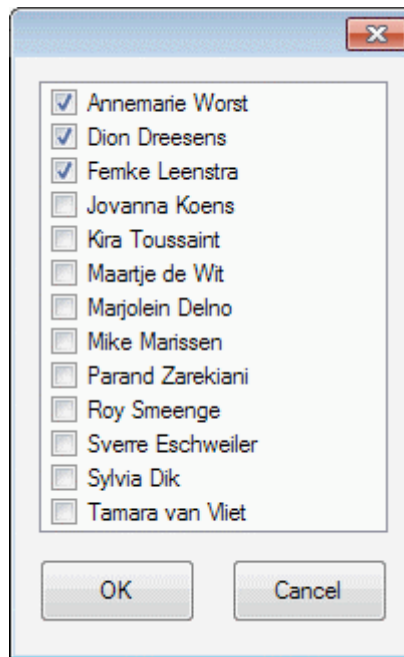 Annemarie Worst
Dion Dreesens
Femke Leenstra
Jovanna Koens
Kira Toussaint
Maartje de Wit
Marjolein Delno
Mike Marissen
Parand Zarekiani
Roy Smeenge
Sverre Eschweiler
Sylvia Dik
Tamara van Vliet
OK Cancel